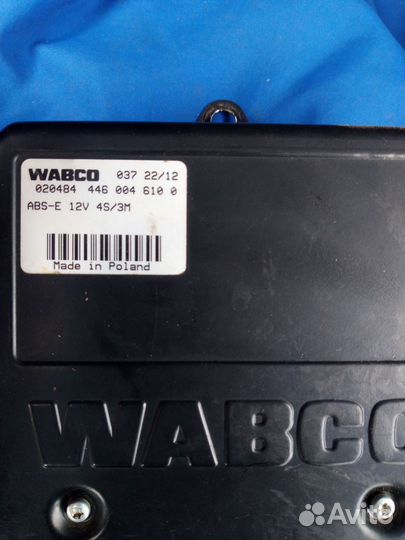 WABCO 037 22/12
020484 446 004 610 0
ABS-E 12V 4S/3M
Made in Poland
WABCO
Avito